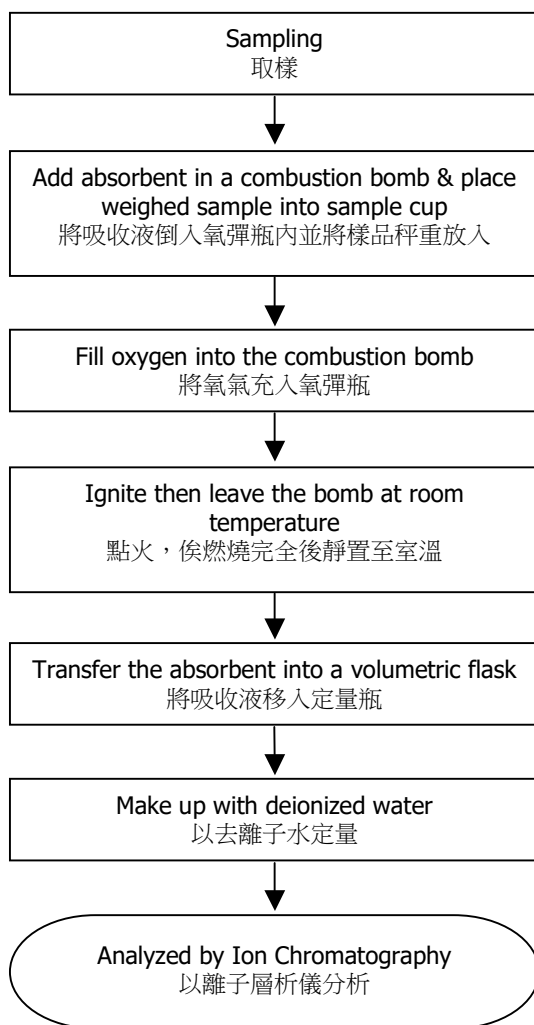 Sampling
取樣
Add absorbent in a combustion bomb & place
weighed sample into sample cup
將吸收液倒入氧彈瓶內並將樣品秤重放入
Fill oxygen into the combustion bomb
將氧氣充入氧彈瓶
Ignite then leave the bomb at room
temperature
點火，俟燃燒完全後靜置至室溫
Transfer the absorbent into a volumetric flask
將吸收液移入定量瓶
Make up with deionized water
以去離子水定量
Analyzed by Ion Chromatography
以離子層析儀分析